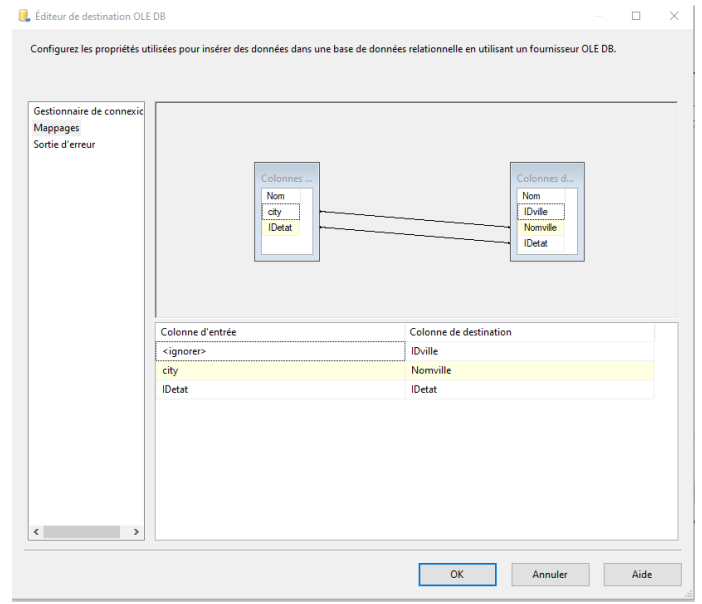 Éditeur de destination OLE DB
Configurez les propriétés utilisées pour insérer des données dans une base de données relationnelle en utilisant un fournisseur OLE DB.
Gestionnaire de connexic
Mappages
Sortie d'erreur
Colonnes ...
Nom
city
IDetat
Colonnes d...
Nom
IDville
Nomville
IDetat
Colonne d'entrée Colonne de destination
<ignorer> IDville
city Nomville
IDetat IDetat
OK Annuler Aide